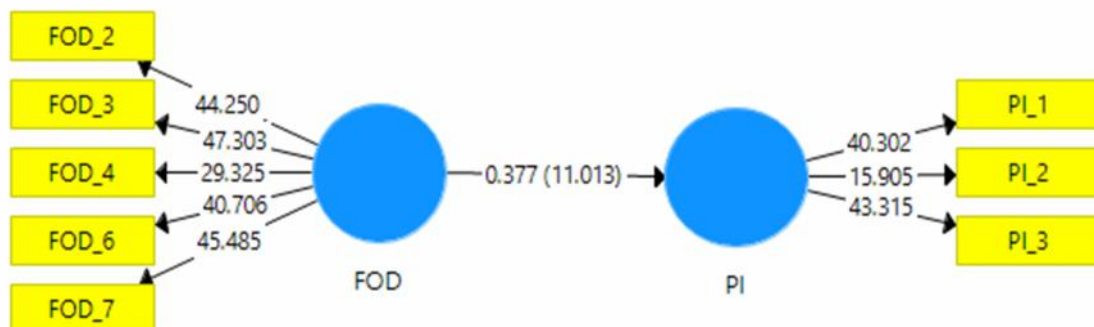 FOD_2
FOD_3
FOD_4
FOD_6
FOD_7
44.250
47.303
29.325
40.706
45.485
FOD
0.377 (11.013)
PI
40.302
15.905
43.315
PI_1
PI_2
PI_3